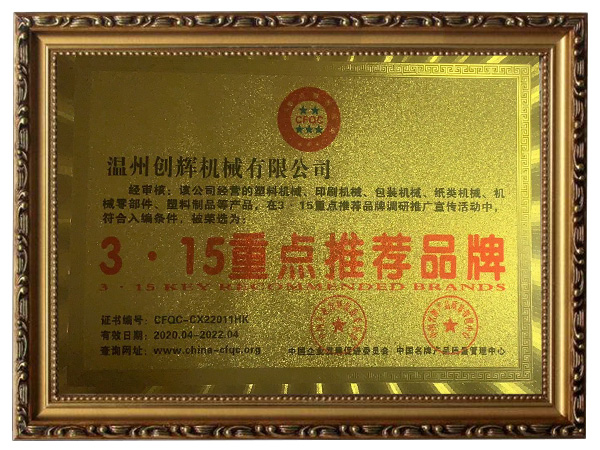 CFQC
温州创辉机械有限公司
经审核：该公司经营的塑料机械、印刷机械、包装机械、纸类机械、机
械零部件、塑料制品等产品，在3·15重点推荐品牌调研推广宣传活动中，
符合入编条件，被荣选为：
3·15重点推荐品牌
3·15 KEY RECOMMENDED BRANDS
证书编号：CFQC-CX22011HK
有效日期：2020.04-2022.04
查询网址：www.china-cfqc.org
中国企业发展促进委员会 中国名牌产品质量管理中心